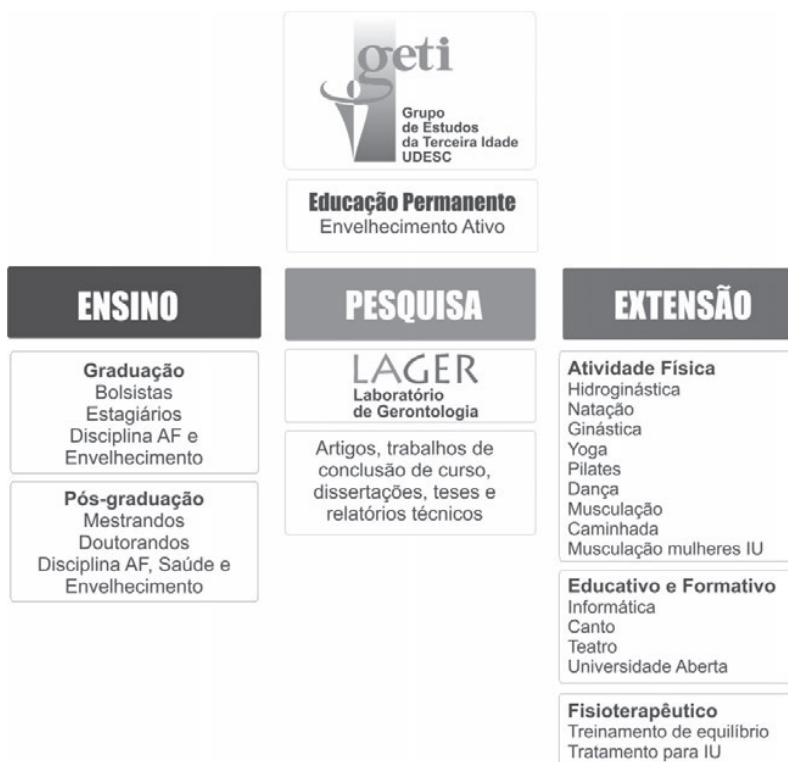 geti
Grupo
de Estudos
da Terceira Idade
UDESC
Educação Permanente
Envelhecimento Ativo
ENSINO
Graduação
Bolsistas
Estagiários
Disciplina AF e
Envelhecimento
Pós-graduação
Mestrandos
Doutorandos
Disciplina AF, Saúde e
Envelhecimento
PESQUISA
LAGER
Laboratório
de Gerontologia
Artigos, trabalhos de
conclusão de curso,
dissertações, teses e
relatórios técnicos
EXTENSÃO
Atividade Física
Hidroginástica
Natação
Ginástica
Yoga
Pilates
Dança
Musculação
Caminhada
Musculação mulheres IU
Educativo e Formativo
Informática
Canto
Teatro
Universidade Aberta
Fisioterapêutico
Treinamento de equilíbrio
Tratamento para IU